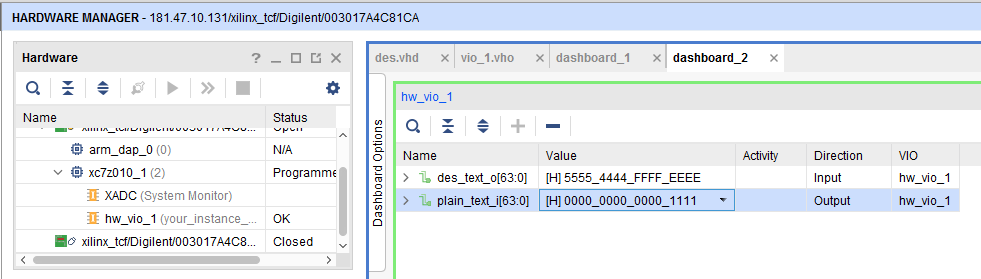 HARDWARE MANAGER - 181.47.10.131/xilinx_tcf/Digilent/003017A4C81CA
Hardware
? _ X
des.vhd × vio_1.vho × dashboard_1 × dashboard_2 ×
Dashboard Options
hw_vio_1
Name Status
xilinx_tcf/Digilent/003017A4C8... Open
arm_dap_0 (0) N/A
xc7z010_1 (2) Programme
XADC (System Monitor)
hw_vio_1 (your_instance_... OK
xilinx_tcf/Digilent/003017A4C8... Closed
Name Value Activity Direction VIO
des_text_o[63:0] [H] 5555_4444_FFFF_EEEE Input hw_vio_1
plain_text_i[63:0] [H] 0000_0000_0000_1111 Output hw_vio_1